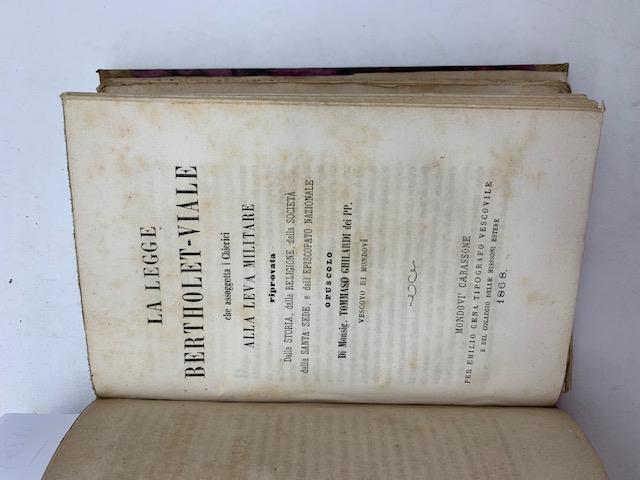 LA LEGGE
BERTHOLET-VIALE
che assoggetta i Chierici
ALLA LEVA MILITARE
riprovata
Dalla STORIA, dalla RELIGIONE, dalla SOCIETÀ
dalla SANTA SEDE, e dall'EPISCOPATO NAZIONALE
OPUSCOLO
Di Monsig. TOMMASO GHILARDI dei PP.
VESCOVO DI MONDOVÌ
MONDOVI' CARASSONE
PER EMILIO CENA TIPOGRAFO VESCOVILE
E DEL COLLEGIO DELLE MISSIONI ESTERE
1868.